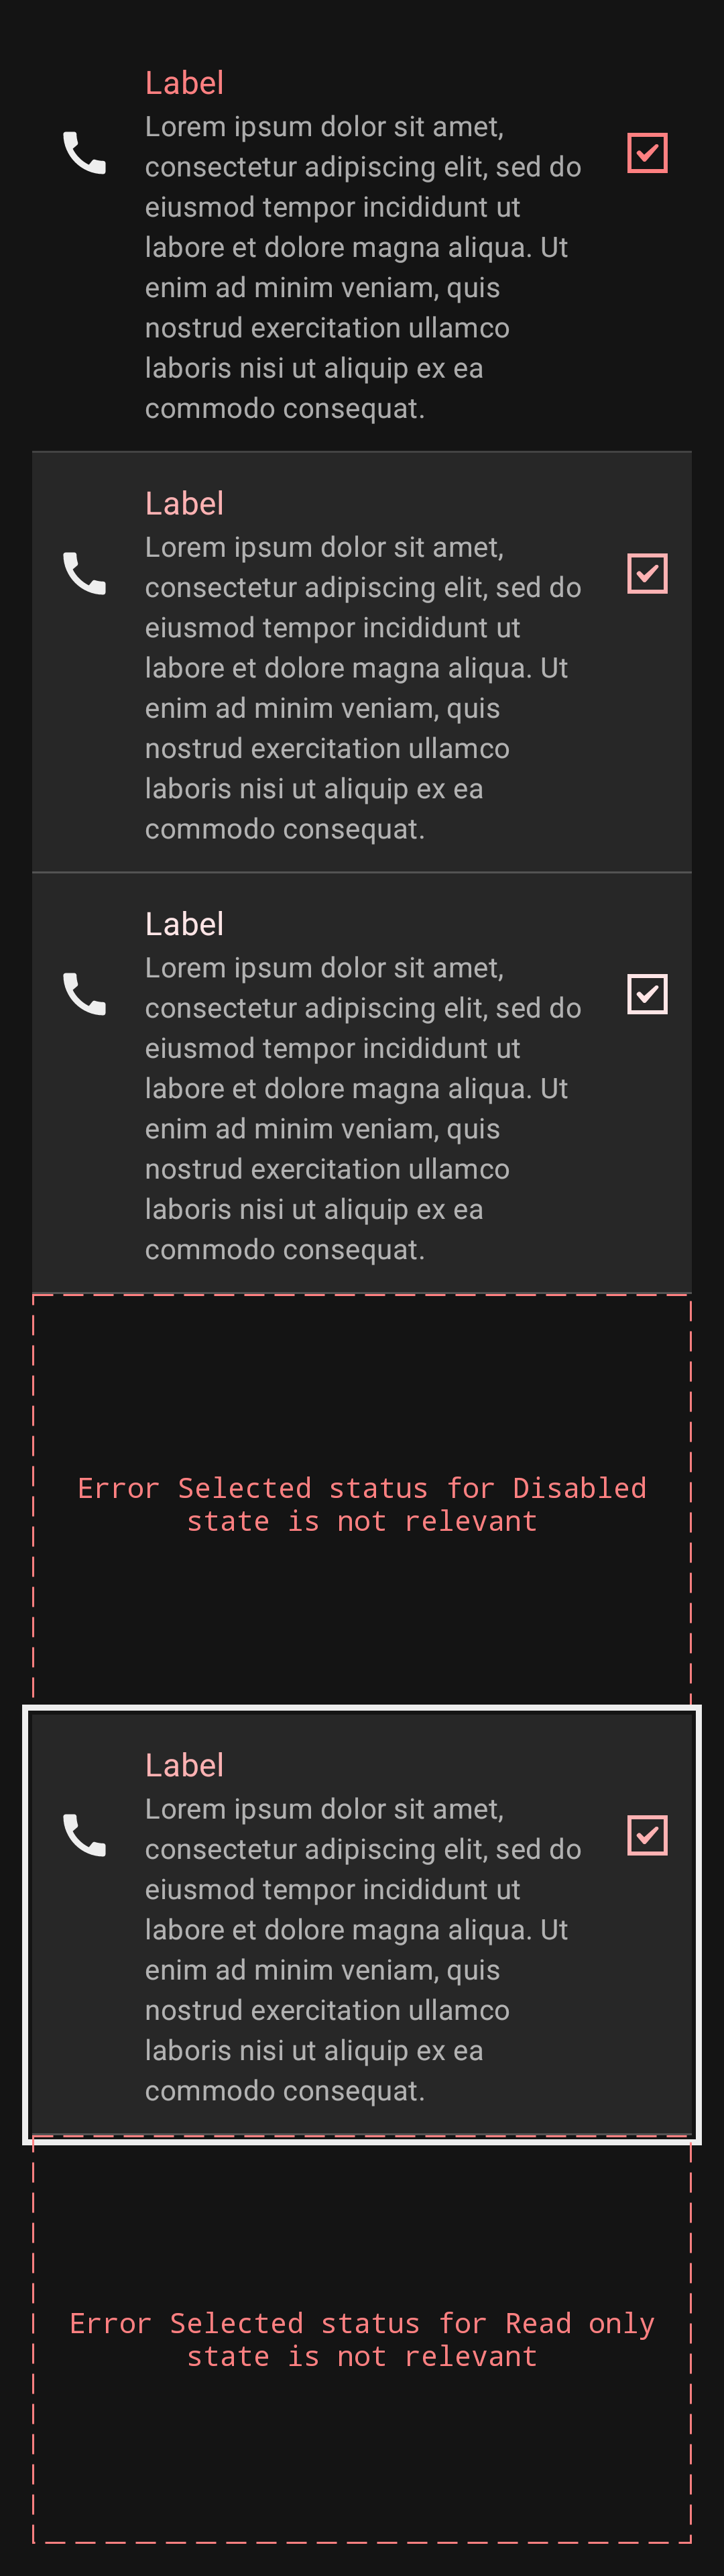 Label
Lorem ipsum dolor sit amet,
consectetur adipiscing elit, sed do
eiusmod tempor incididunt ut
labore et dolore magna aliqua. Ut
enim ad minim veniam, quis
nostrud exercitation ullamco
laboris nisi ut aliquip ex ea
commodo consequat.
Label
Lorem ipsum dolor sit amet,
consectetur adipiscing elit, sed do
eiusmod tempor incididunt ut
labore et dolore magna aliqua. Ut
enim ad minim veniam, quis
nostrud exercitation ullamco
laboris nisi ut aliquip ex ea
commodo consequat.
Label
Lorem ipsum dolor sit amet,
consectetur adipiscing elit, sed do
eiusmod tempor incididunt ut
labore et dolore magna aliqua. Ut
enim ad minim veniam, quis
nostrud exercitation ullamco
laboris nisi ut aliquip ex ea
commodo consequat.
Error Selected status for Disabled
state is not relevant
Label
Lorem ipsum dolor sit amet,
consectetur adipiscing elit, sed do
eiusmod tempor incididunt ut
labore et dolore magna aliqua. Ut
enim ad minim veniam, quis
nostrud exercitation ullamco
laboris nisi ut aliquip ex ea
commodo consequat.
Error Selected status for Read only
state is not relevant